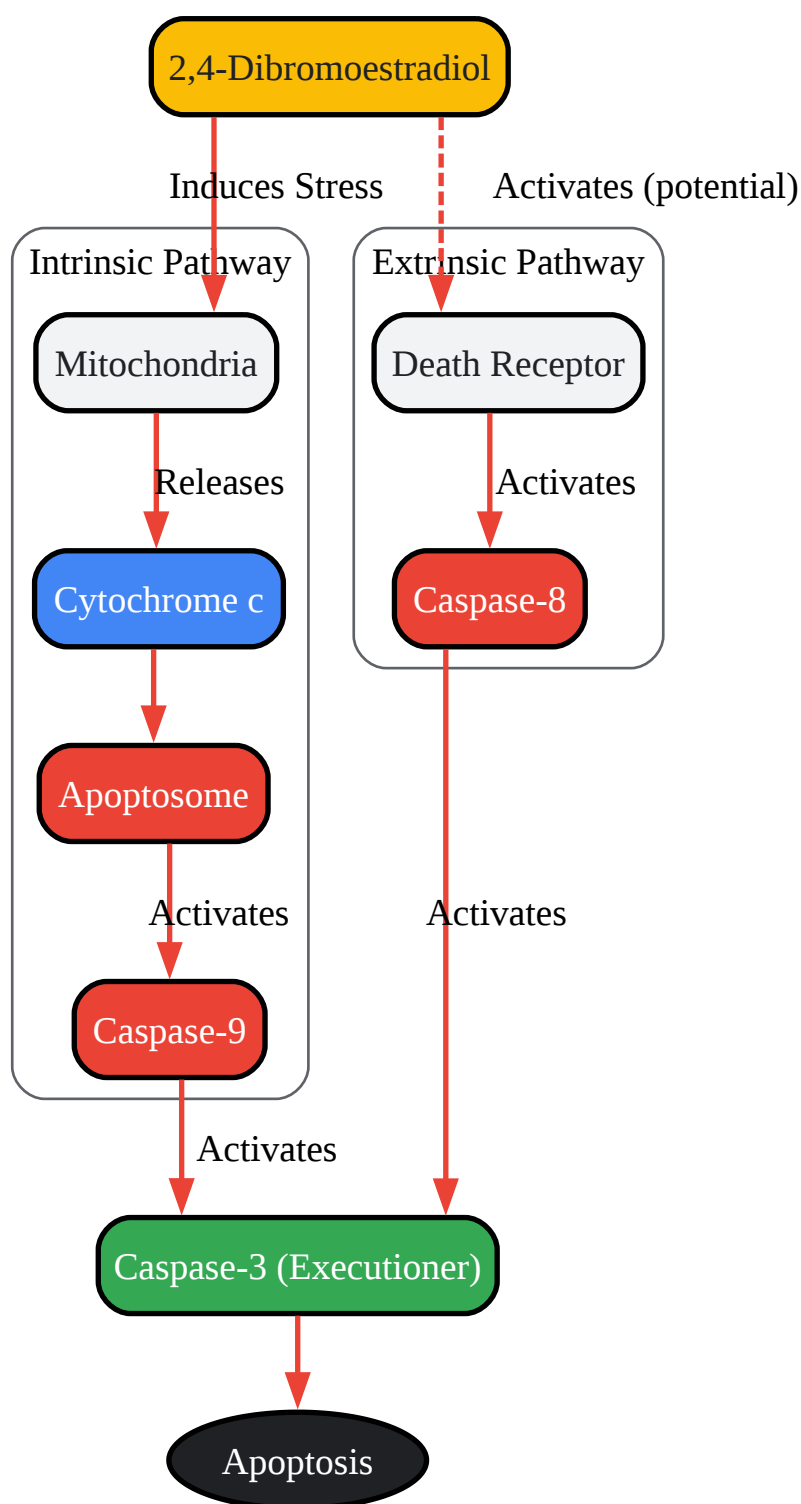 2,4-Dibromoestradiol
Induces Stress
Activates (potential)
Intrinsic Pathway
Extrinsic Pathway
Mitochondria
Death Receptor
Releases
Activates
Cytochrome c
Caspase-8
Apoptosome
Activates
Activates
Caspase-9
Activates
Caspase-3 (Executioner)
Apoptosis